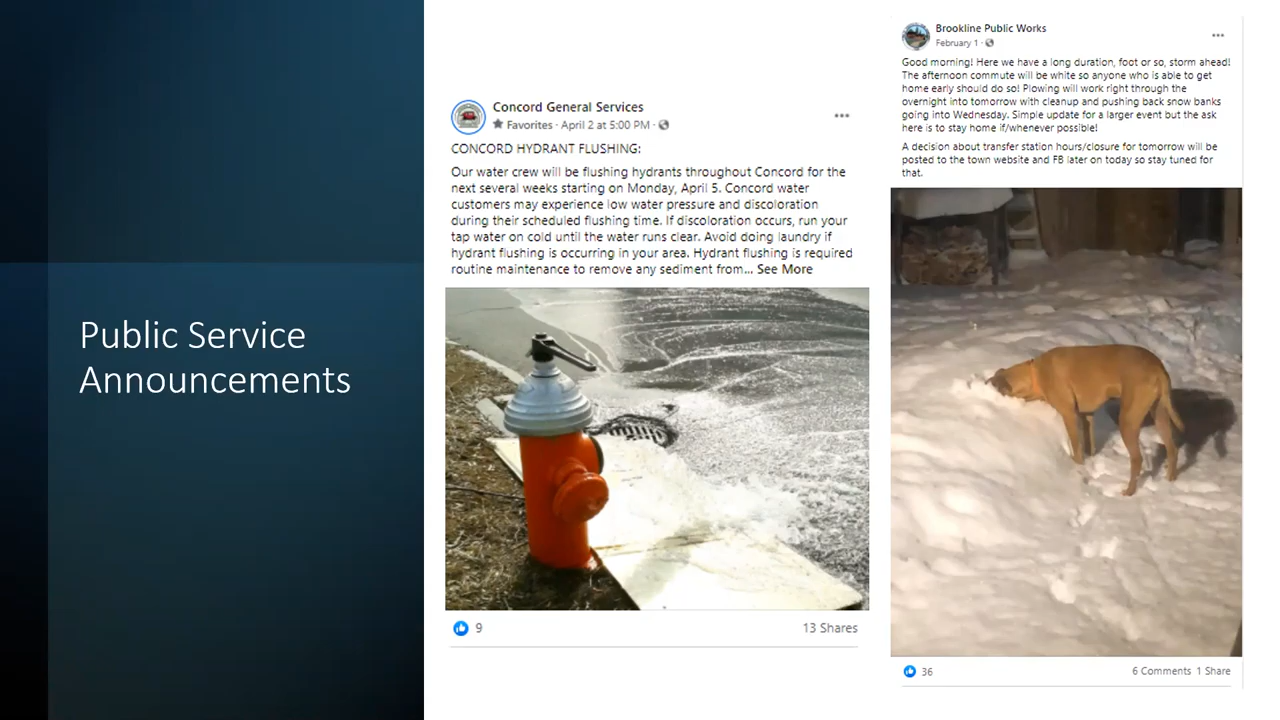 Public Service
Announcements
Concord General Services
Favorites · April 2 at 5:00 PM ·
CONCORD HYDRANT FLUSHING:
Our water crew will be flushing hydrants throughout Concord for the
next several weeks starting on Monday, April 5. Concord water
customers may experience low water pressure and discoloration
during their scheduled flushing time. If discoloration occurs, run your
tap water on cold until the water runs clear. Avoid doing laundry if
hydrant flushing is occurring in your area. Hydrant flushing is required
routine maintenance to remove any sediment from... See More
9
13 Shares
Brookline Public Works
February 1 ·
Good morning! Here we have a long duration, foot or so, storm ahead!
The afternoon commute will be white so anyone who is able to get
home early should do so! Plowing will work right through the
overnight into tomorrow with cleanup and pushing back snow banks
going into Wednesday. Simple update for a larger event but the ask
here is to stay home if/whenever possible!
A decision about transfer station hours/closure for tomorrow will be
posted to the town website and FB later on today so stay tuned for
that.
36
6 Comments 1 Share